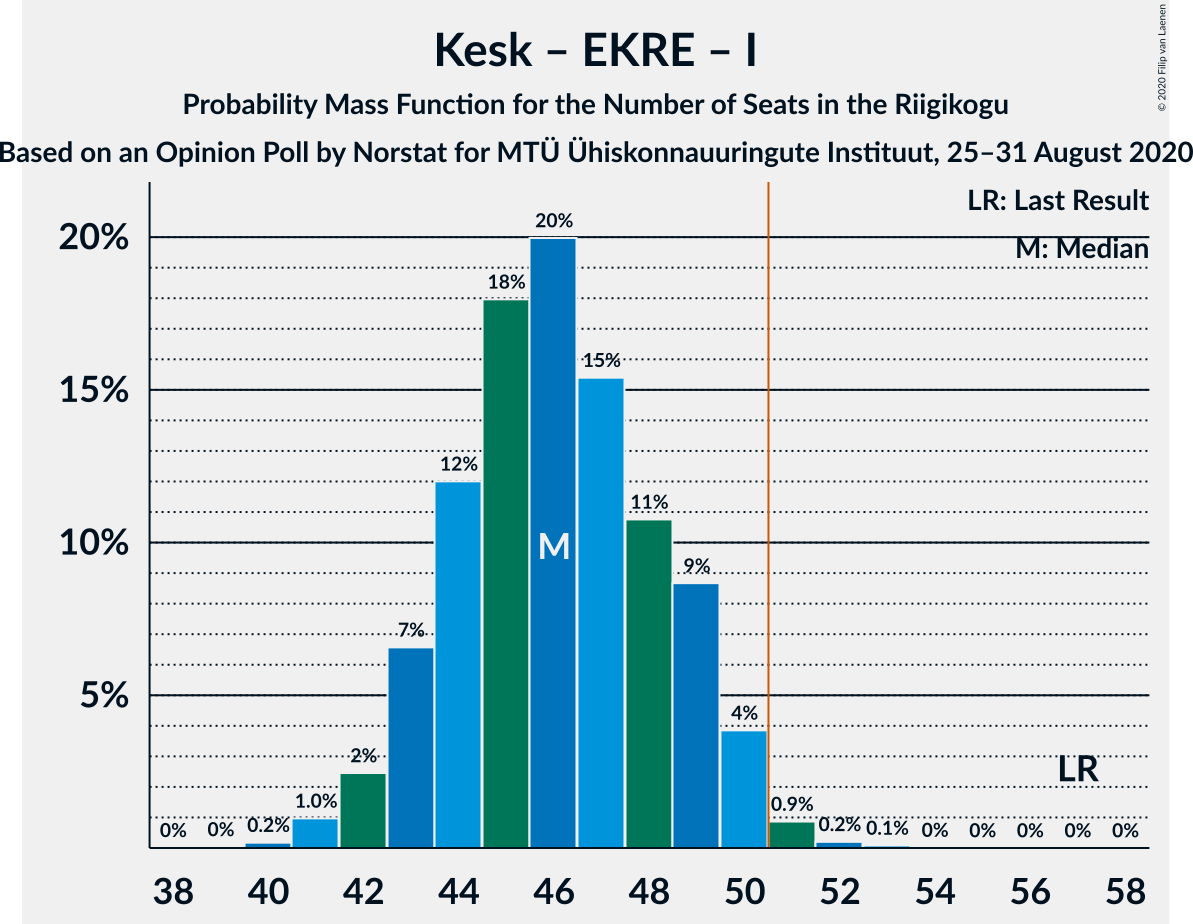 Kesk – EKRE – I
Probability Mass Function for the Number of Seats in the Riigikogu
Based on an Opinion Poll by Norstat for MTÜ Ühiskonnauuringute Instituut, 25–31 August 2020
© 2020 Filip van Laenen
LR: Last Result
M: Median
20%
15%
10%
5%
0%
0%
0.2%
1.0%
2%
7%
12%
18%
20%
15%
11%
9%
4%
0.9%
0.2%
0.1%
0%
0%
0%
0%
0%
M
LR
38 40 42 44 46 48 50 52 54 56 58